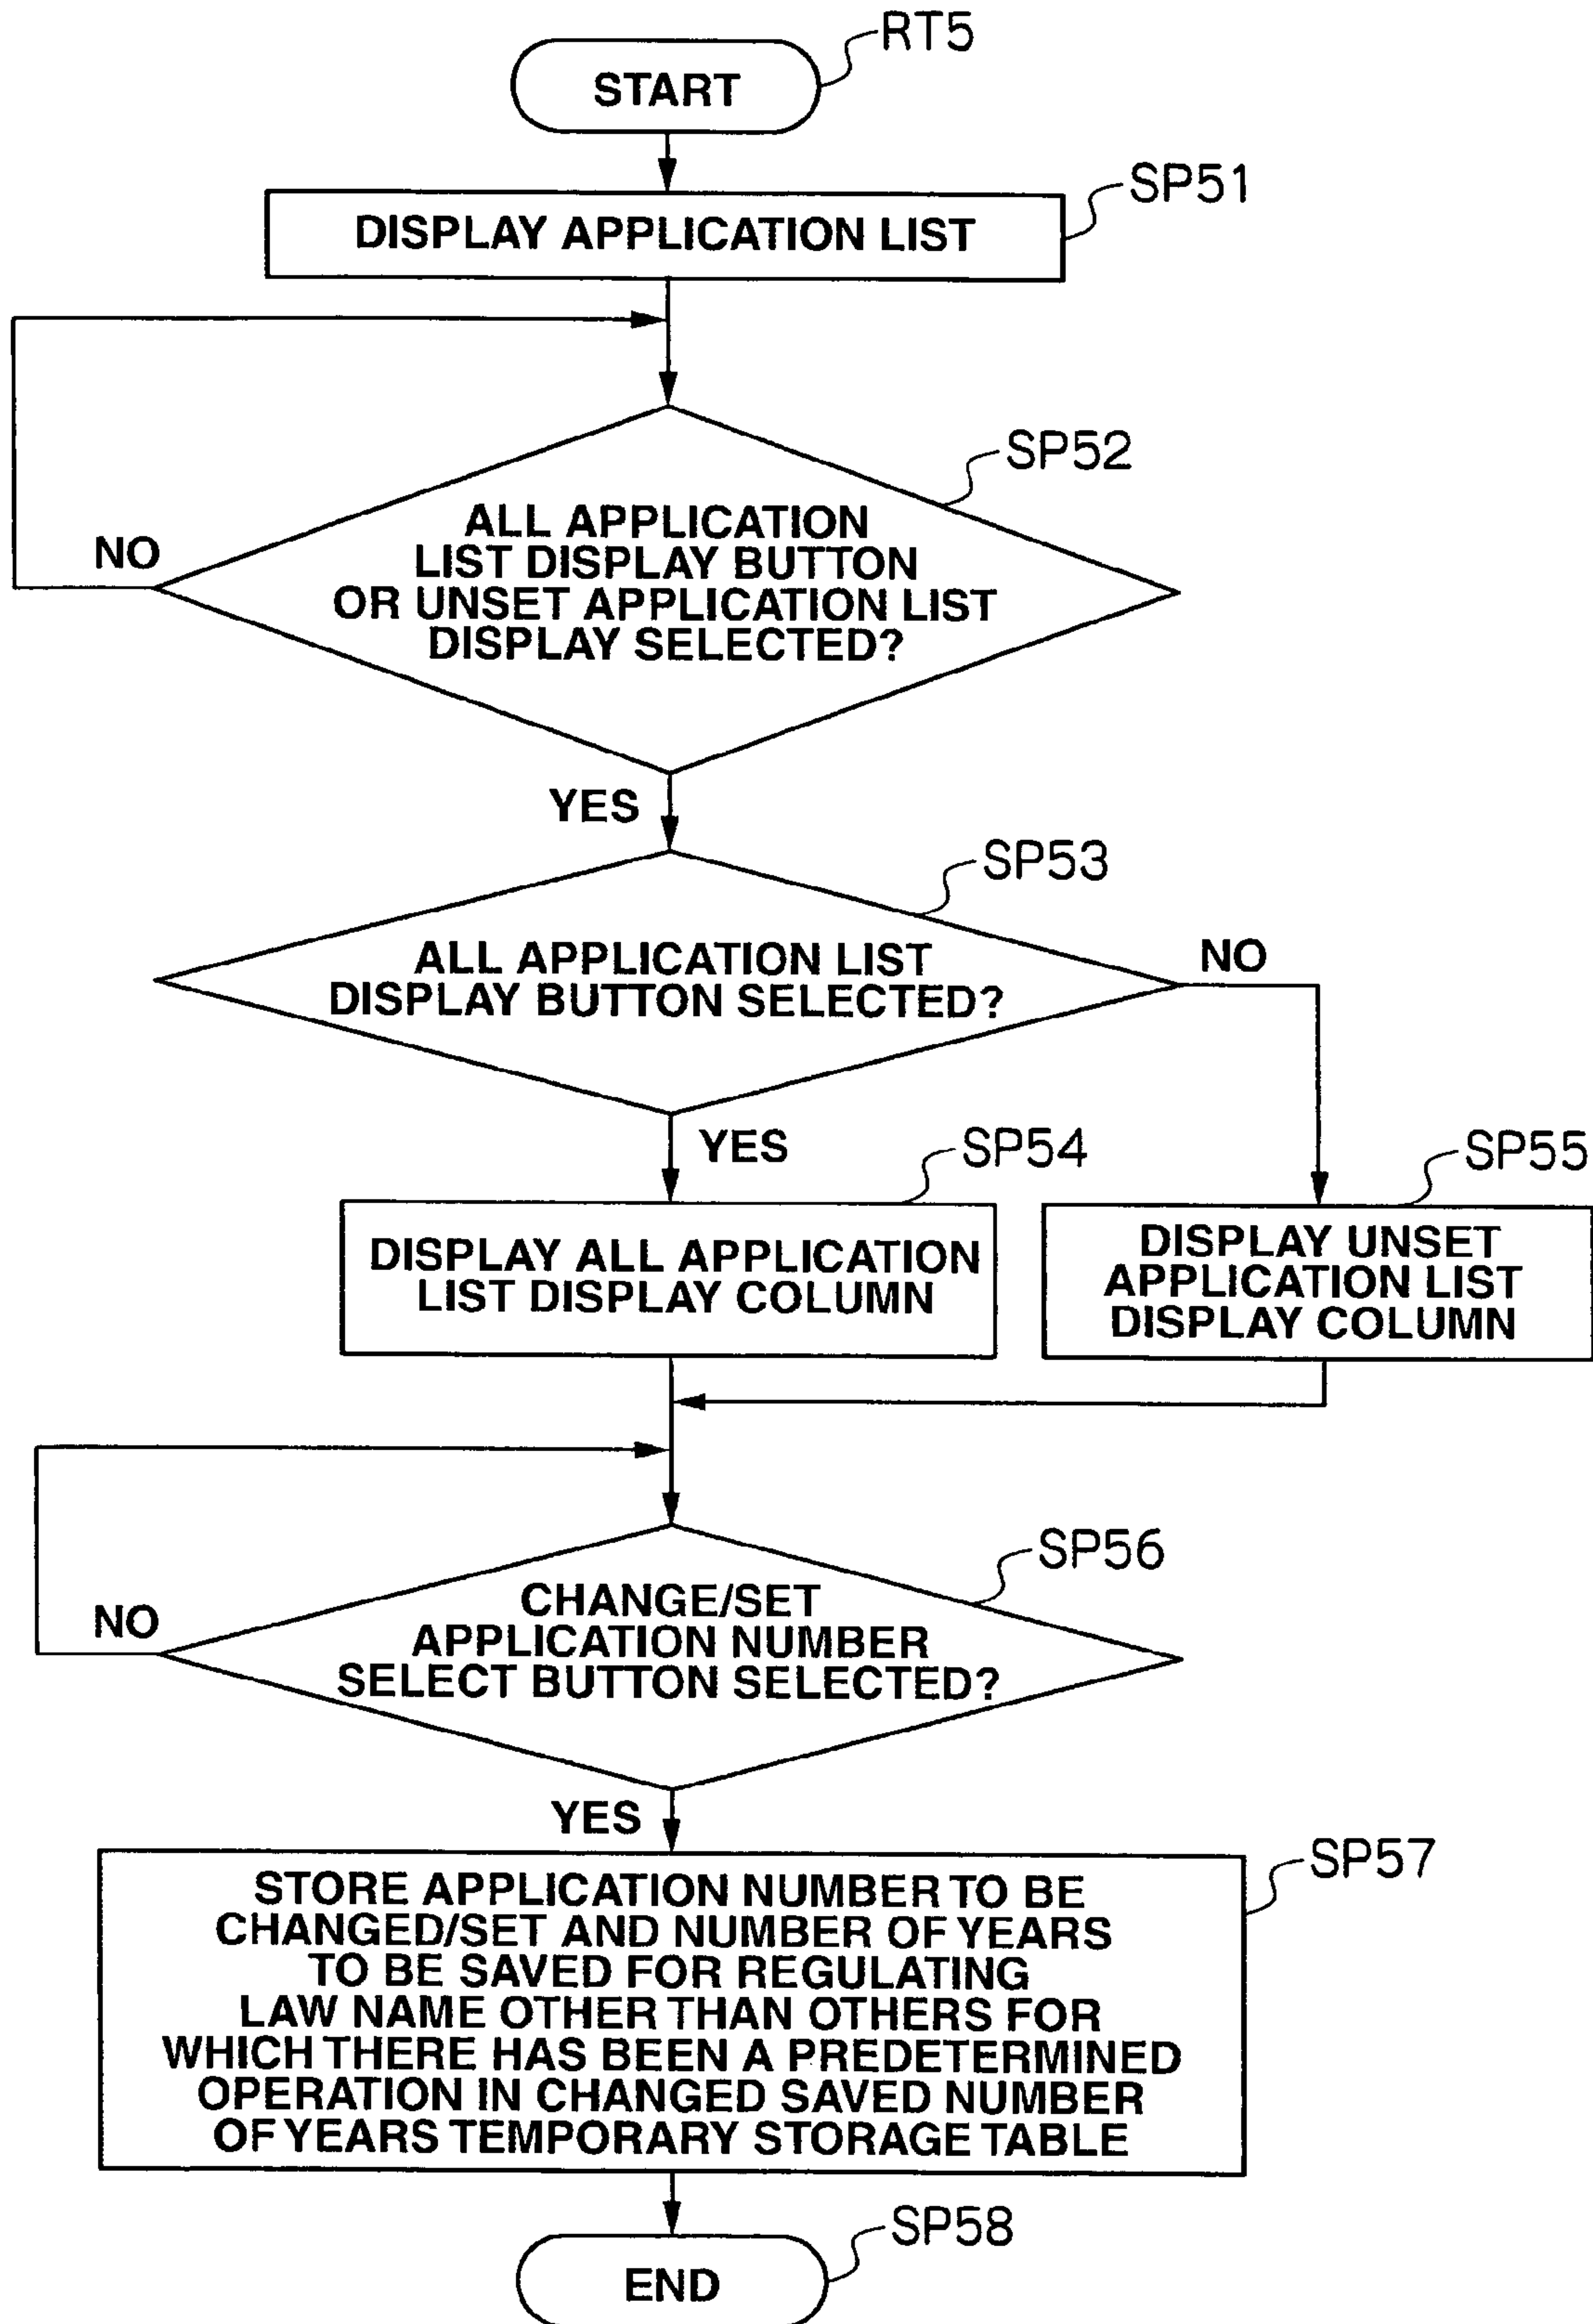 RT5
START
SP51
DISPLAY APPLICATION LIST
SP52
ALL APPLICATION
LIST DISPLAY BUTTON
OR UNSET APPLICATION LIST
DISPLAY SELECTED?
NO
YES
SP53
ALL APPLICATION LIST
DISPLAY BUTTON SELECTED?
NO
YES
SP54
DISPLAY ALL APPLICATION
LIST DISPLAY COLUMN
SP55
DISPLAY UNSET
APPLICATION LIST
DISPLAY COLUMN
SP56
CHANGE/SET
APPLICATION NUMBER
SELECT BUTTON SELECTED?
NO
YES
SP57
STORE APPLICATION NUMBER TO BE
CHANGED/SET AND NUMBER OF YEARS
TO BE SAVED FOR REGULATING
LAW NAME OTHER THAN OTHERS FOR
WHICH THERE HAS BEEN A PREDETERMINED
OPERATION IN CHANGED SAVED NUMBER
OF YEARS TEMPORARY STORAGE TABLE
SP58
END